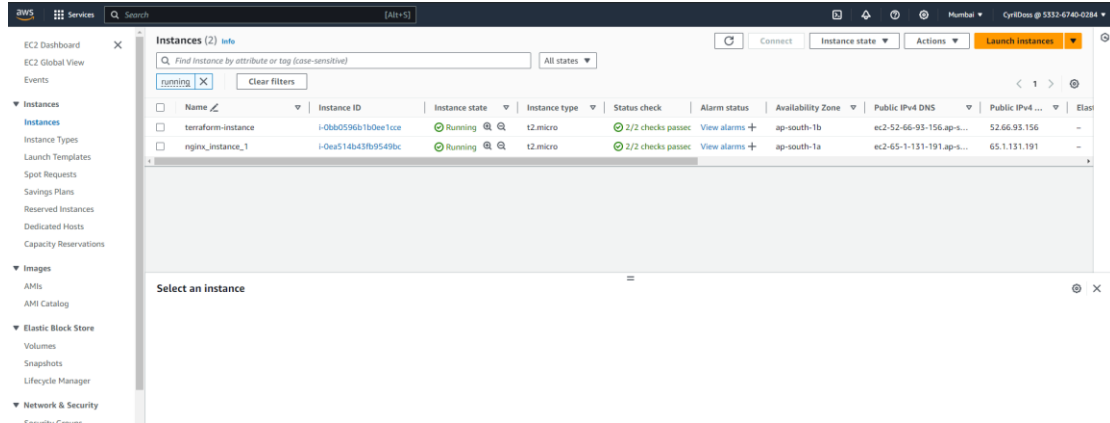 aws Services Search [Alt+S] Mumbai CyrilDoss @ 5332-6740-0284
EC2 Dashboard
EC2 Global View
Events
Instances
Instances
Instance Types
Launch Templates
Spot Requests
Savings Plans
Reserved Instances
Dedicated Hosts
Capacity Reservations
Images
AMIs
AMI Catalog
Elastic Block Store
Volumes
Snapshots
Lifecycle Manager
Network & Security
Security Groups
Instances (2) Info Connect Instance state Actions Launch instances
Find Instance by attribute or tag (case-sensitive) All states
running Clear filters 1
Name Instance ID Instance state Instance type Status check Alarm status Availability Zone Public IPv4 DNS Public IPv4 ... Elast
terraform-instance i-0bb0596b1b0ee1cce Running t2.micro 2/2 checks passec View alarms + ap-south-1b ec2-52-66-93-156.ap-s... 52.66.93.156 –
nginx_instance_1 i-0ea514b43fb9549bc Running t2.micro 2/2 checks passec View alarms + ap-south-1a ec2-65-1-131-191.ap-s... 65.1.131.191 –
Select an instance